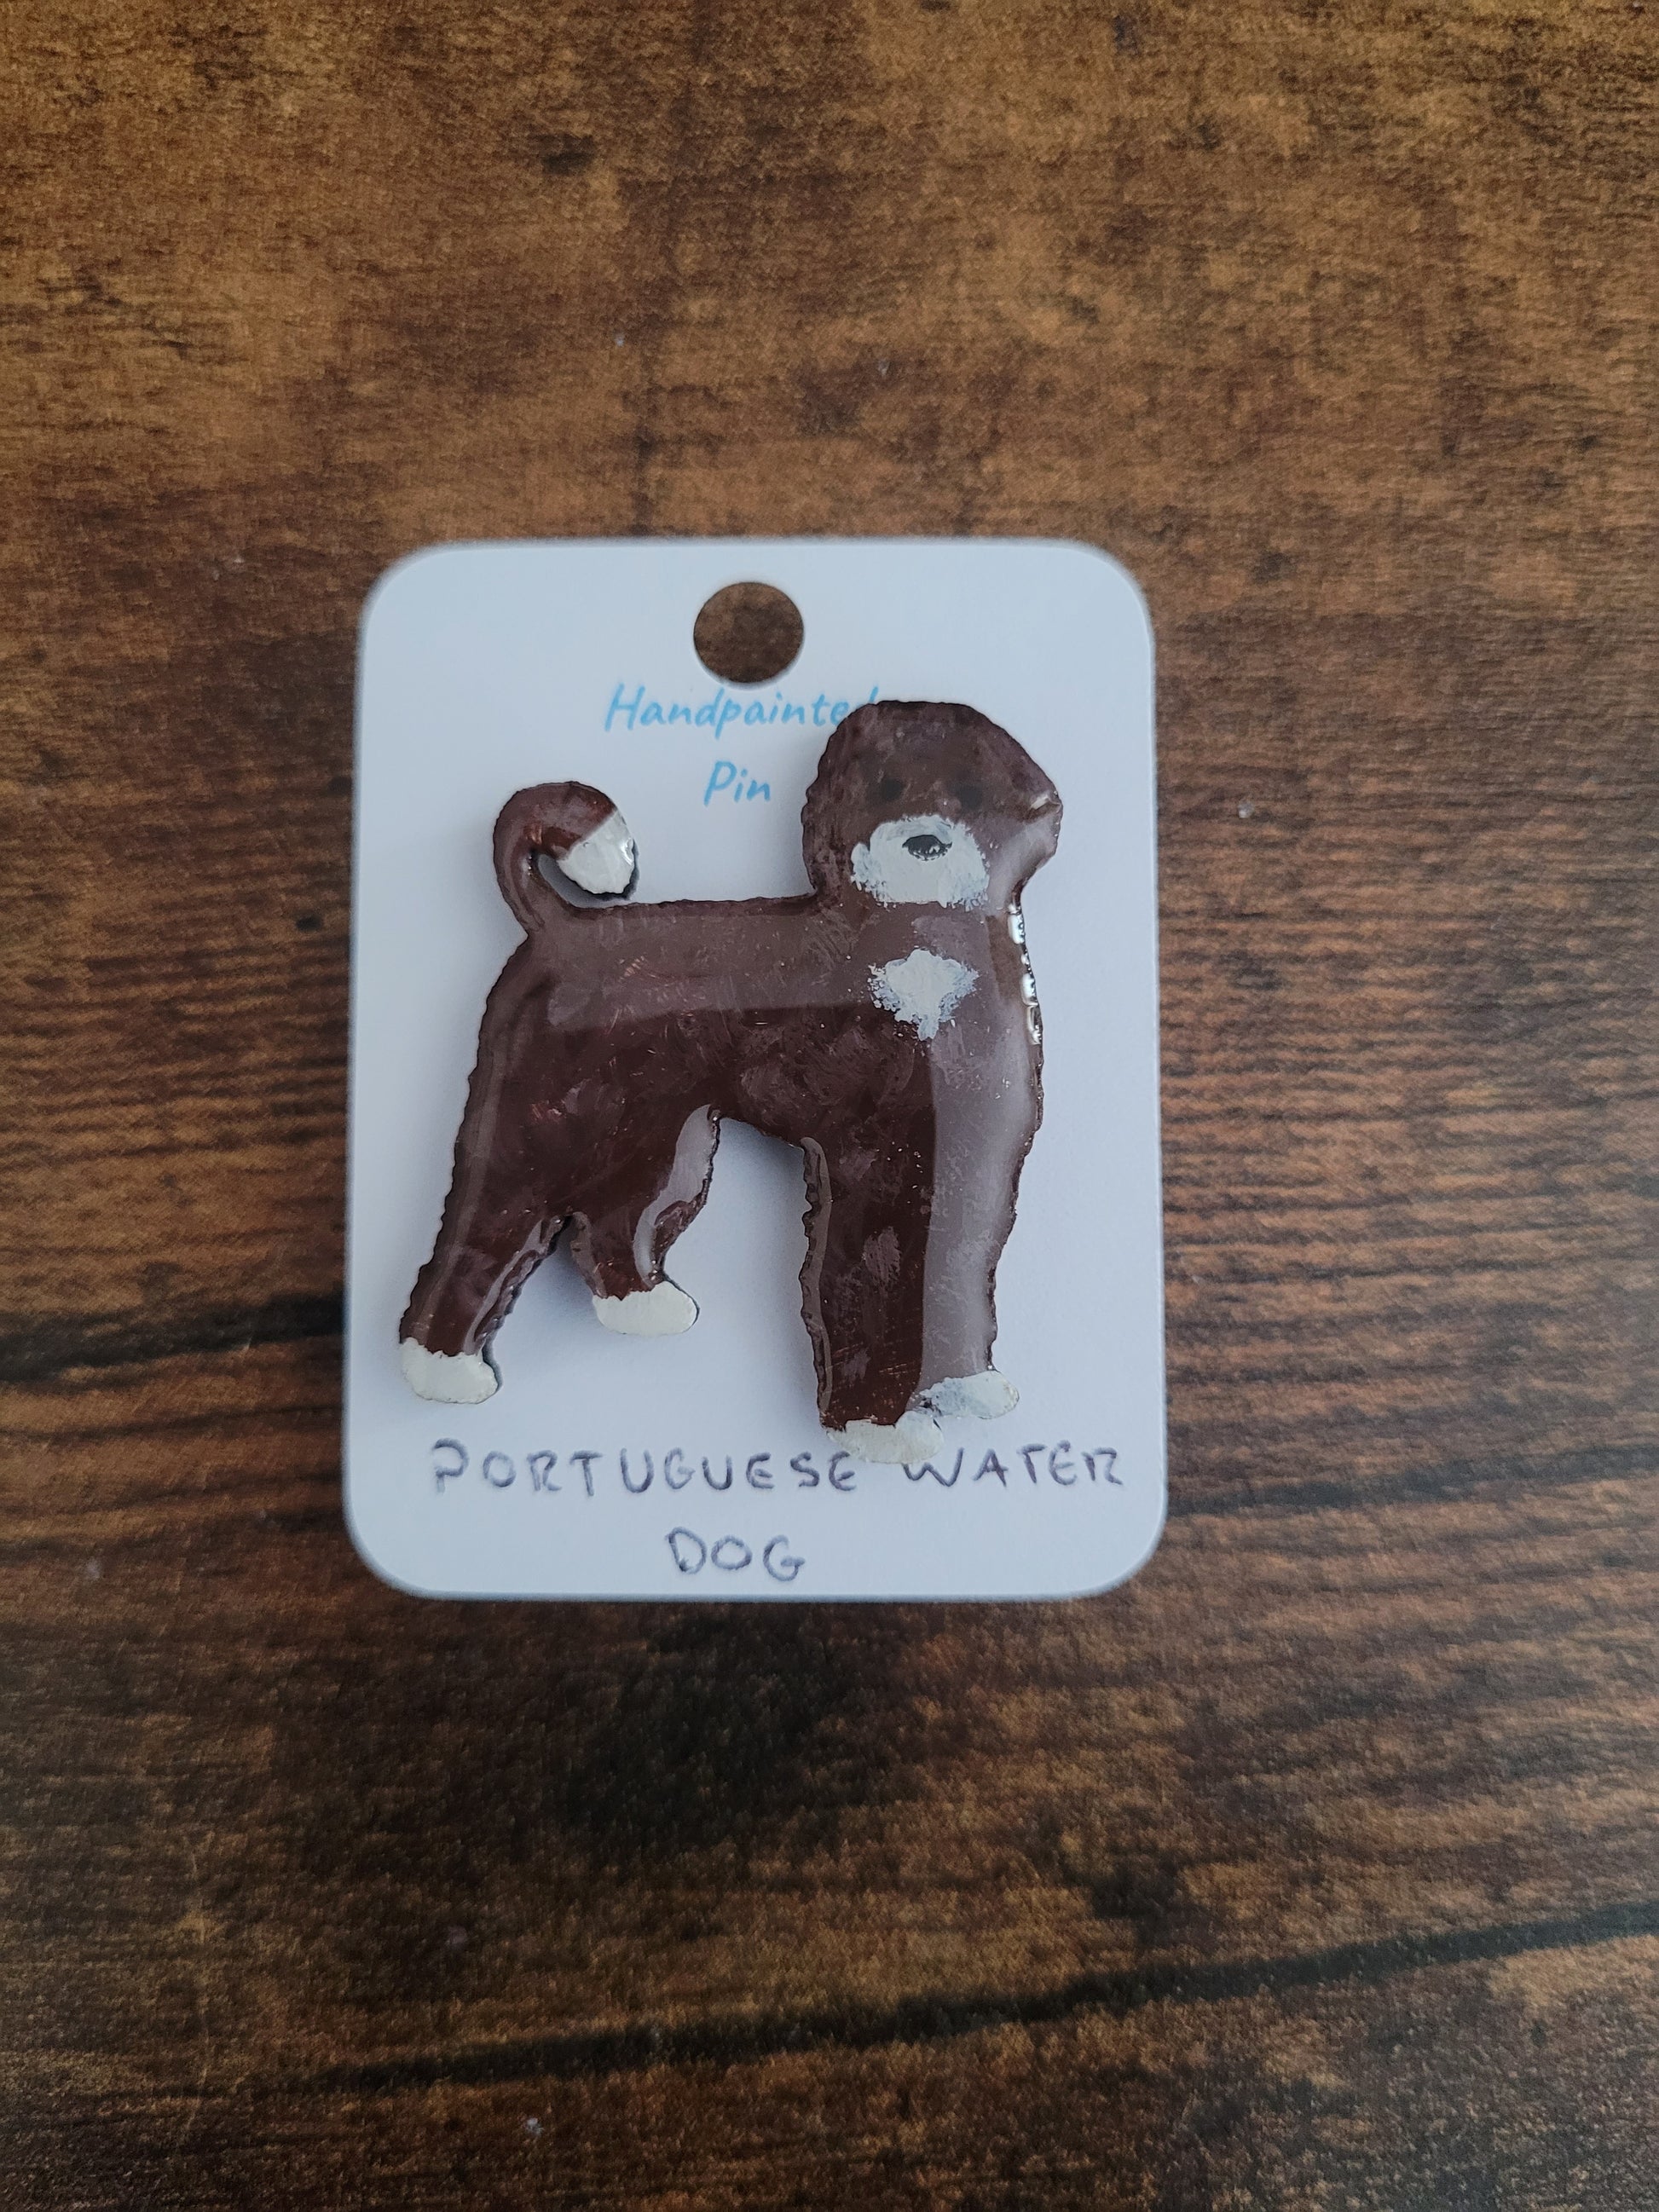 Handpainted
Pin
PORTUGUESE WATER
DOG